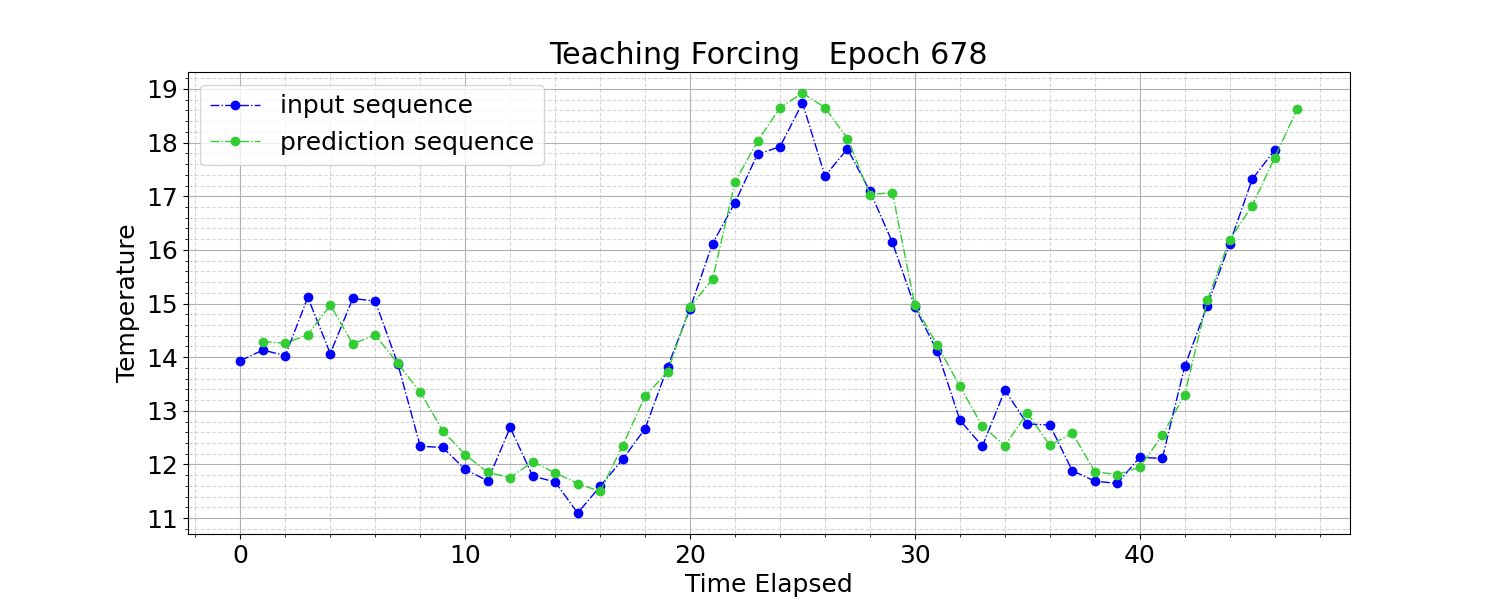 Teaching Forcing   Epoch 678
19
18
17
16
15
14
13
12
11
Temperature
input sequence
prediction sequence
0 10 20 30 40
Time Elapsed